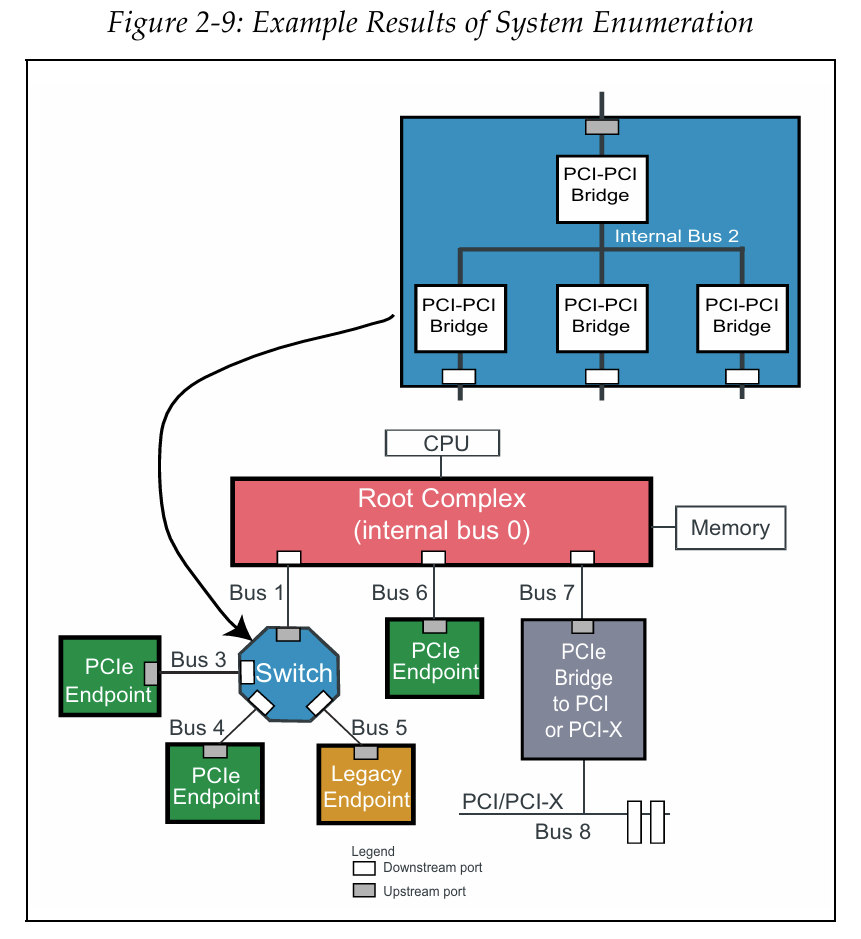 Figure 2-9: Example Results of System Enumeration
PCI-PCI
Bridge
Internal Bus 2
PCI-PCI
Bridge
PCI-PCI
Bridge
PCI-PCI
Bridge
CPU
Root Complex
(internal bus 0)
Memory
Bus 1
Bus 6
Bus 7
PCIe
Endpoint
Bus 3
Switch
PCIe
Endpoint
PCIe
Bridge
to PCI
or PCI-X
Bus 4
Bus 5
PCIe
Endpoint
Legacy
Endpoint
PCI/PCI-X
Bus 8
Legend
Downstream port
Upstream port